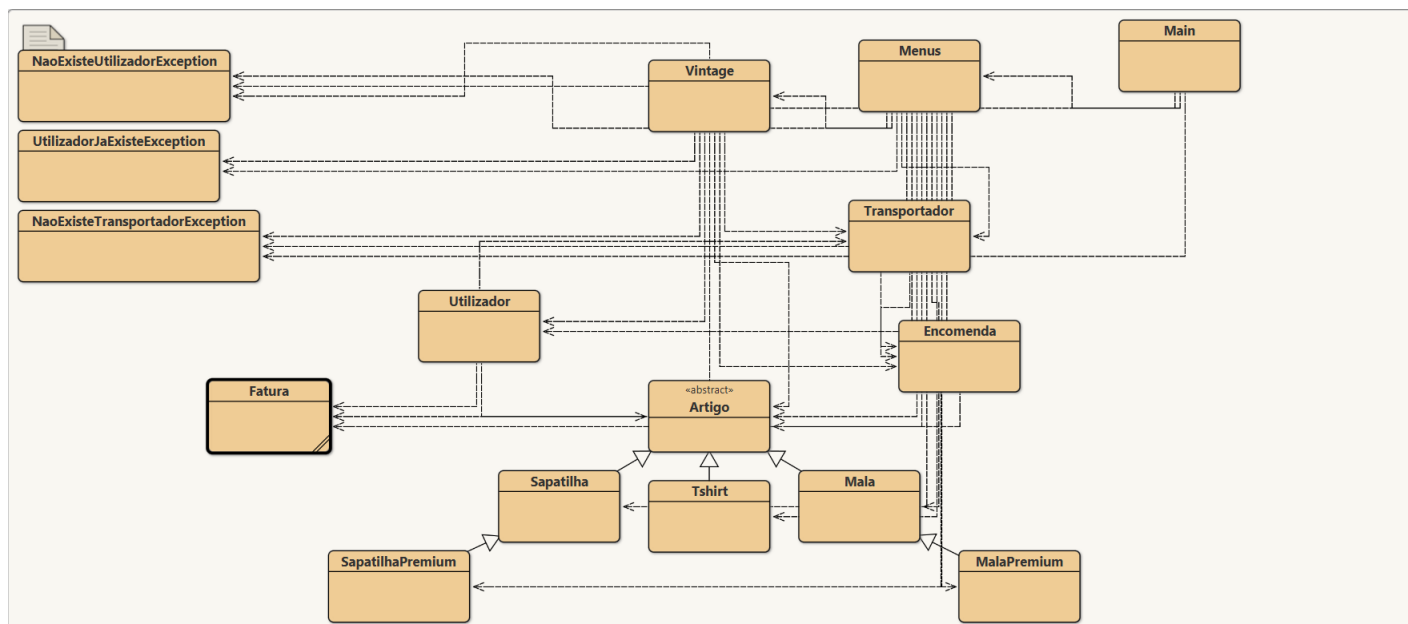 Main
Menus
NaoExisteUtilizadorException
Vintage
UtilizadorJaExisteException
Transportador
NaoExisteTransportadorException
Utilizador
Encomenda
Fatura
«abstract»
Artigo
Sapatilha
Tshirt
Mala
SapatilhaPremium
MalaPremium